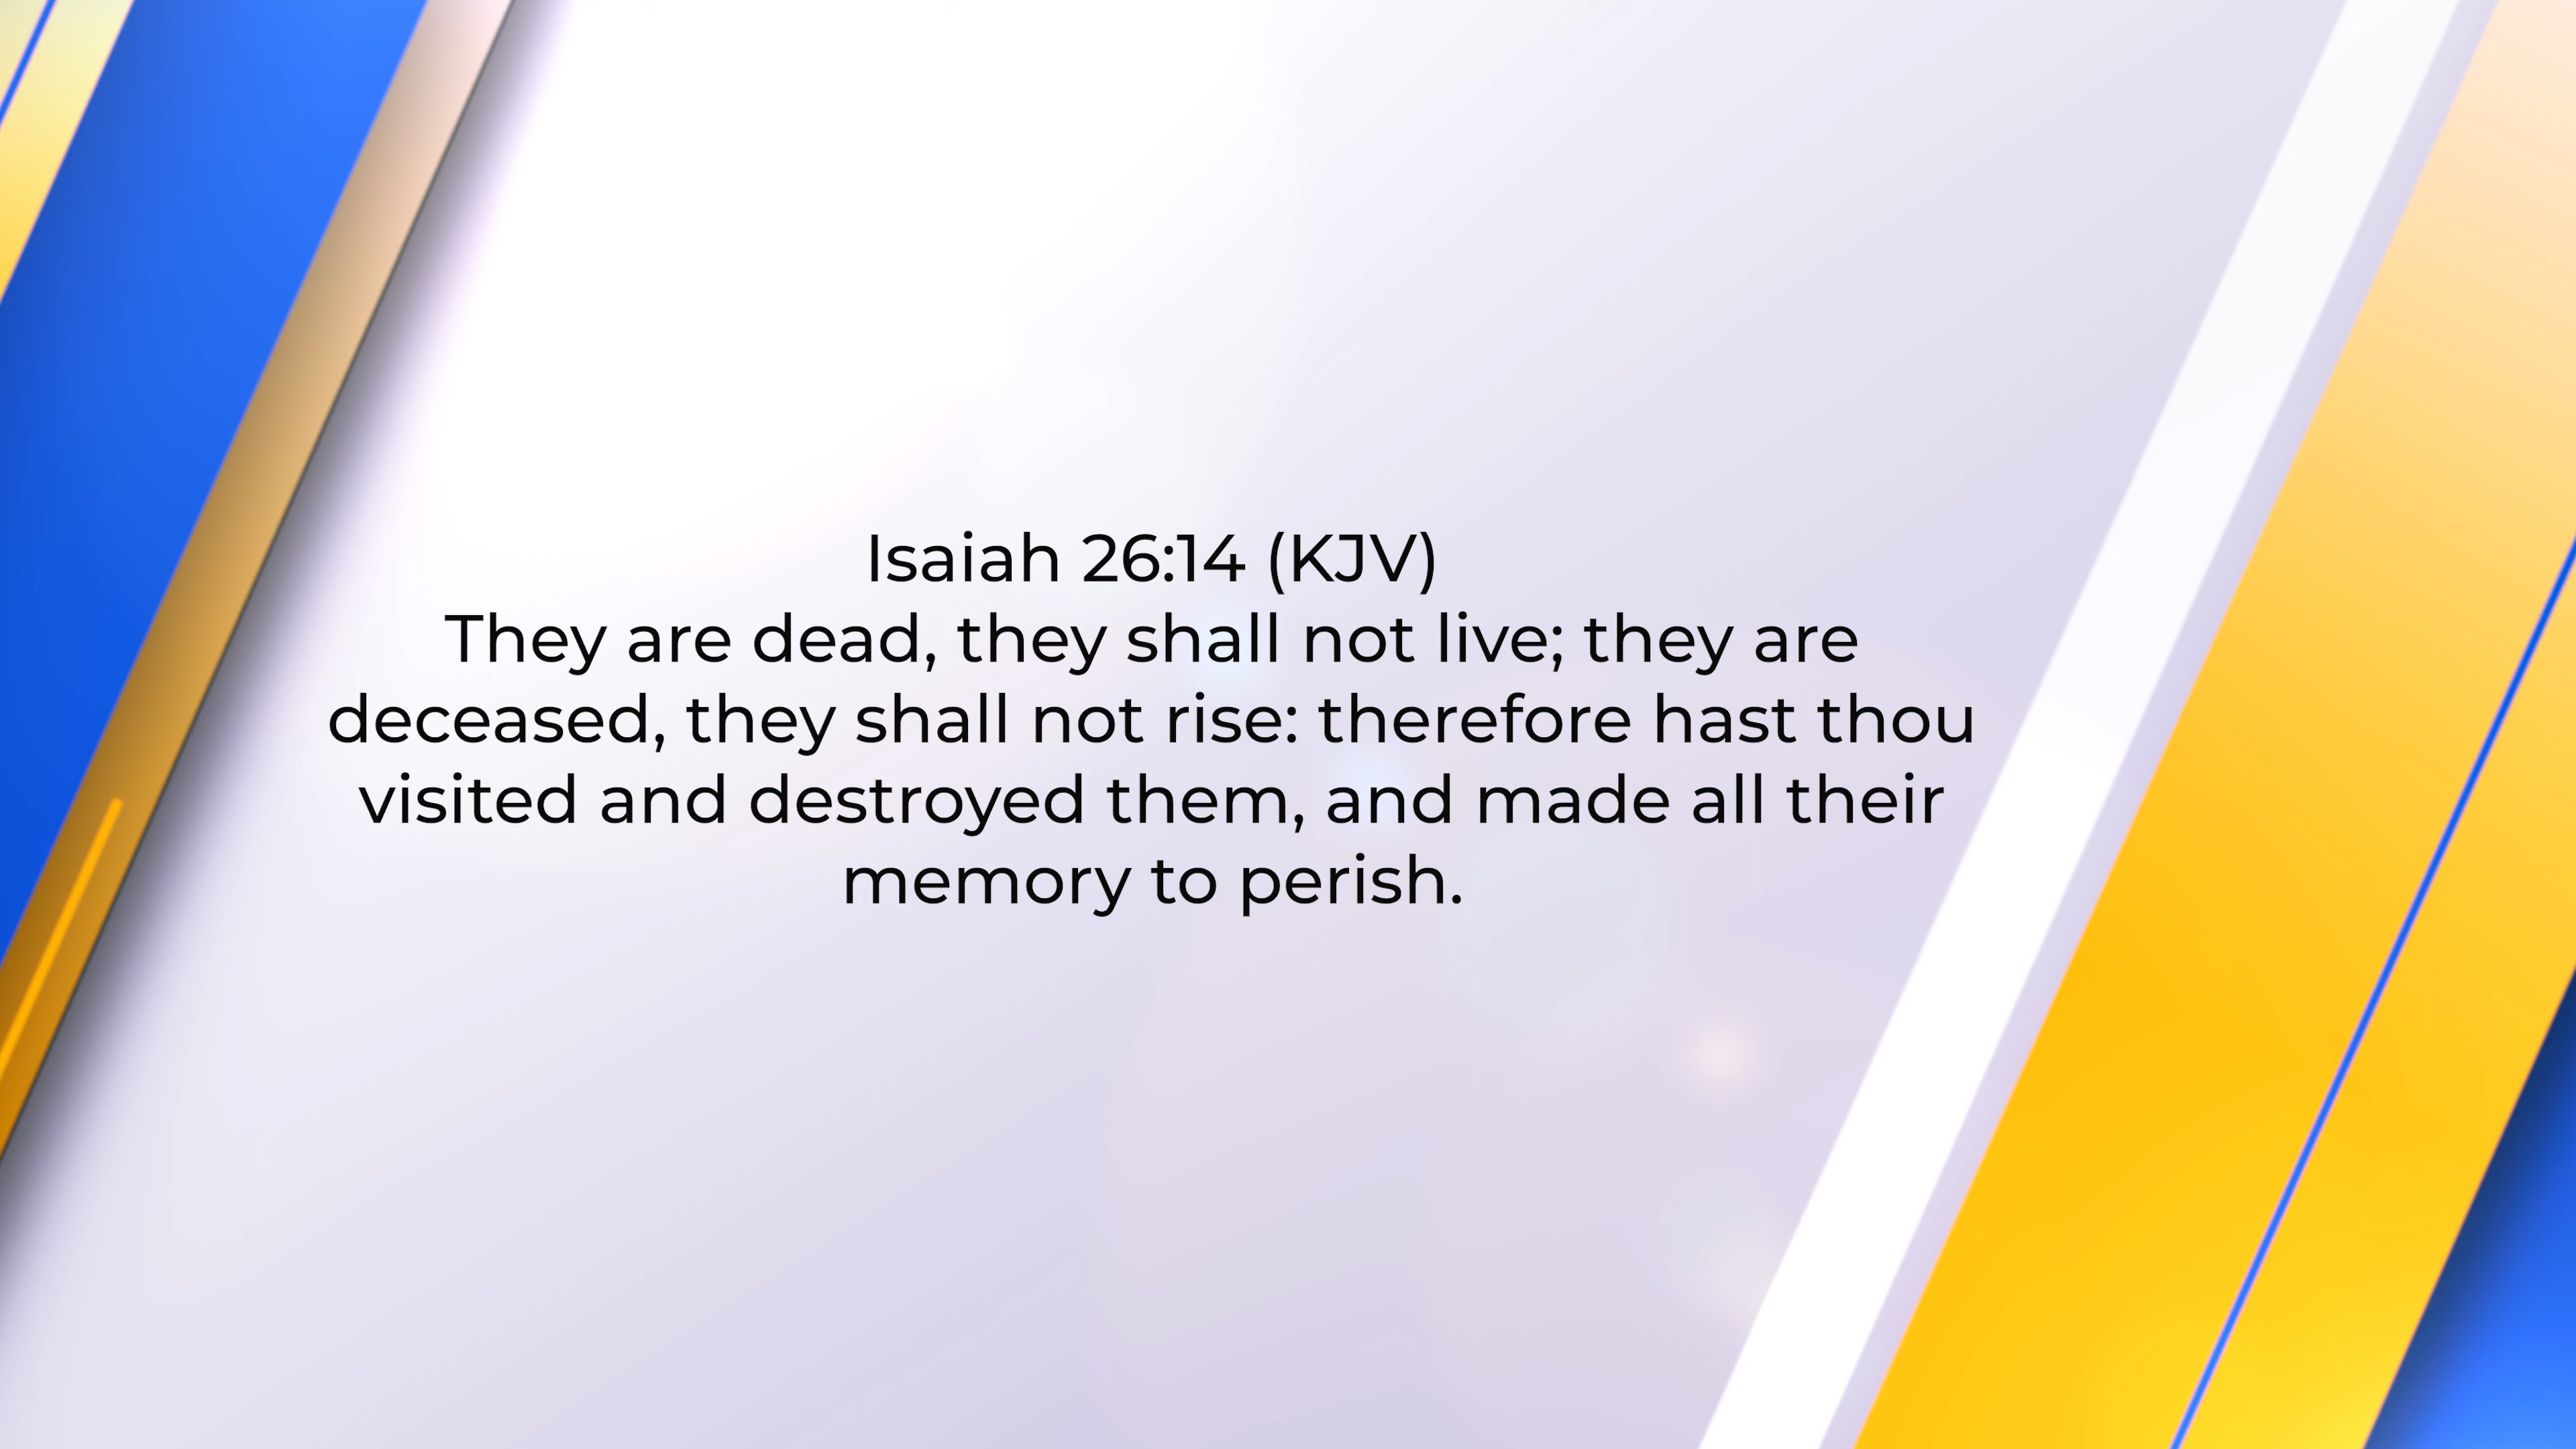 Isaiah 26:14 (KJV)
They are dead, they shall not live; they are
deceased, they shall not rise: therefore hast thou
visited and destroyed them, and made all their
memory to perish.